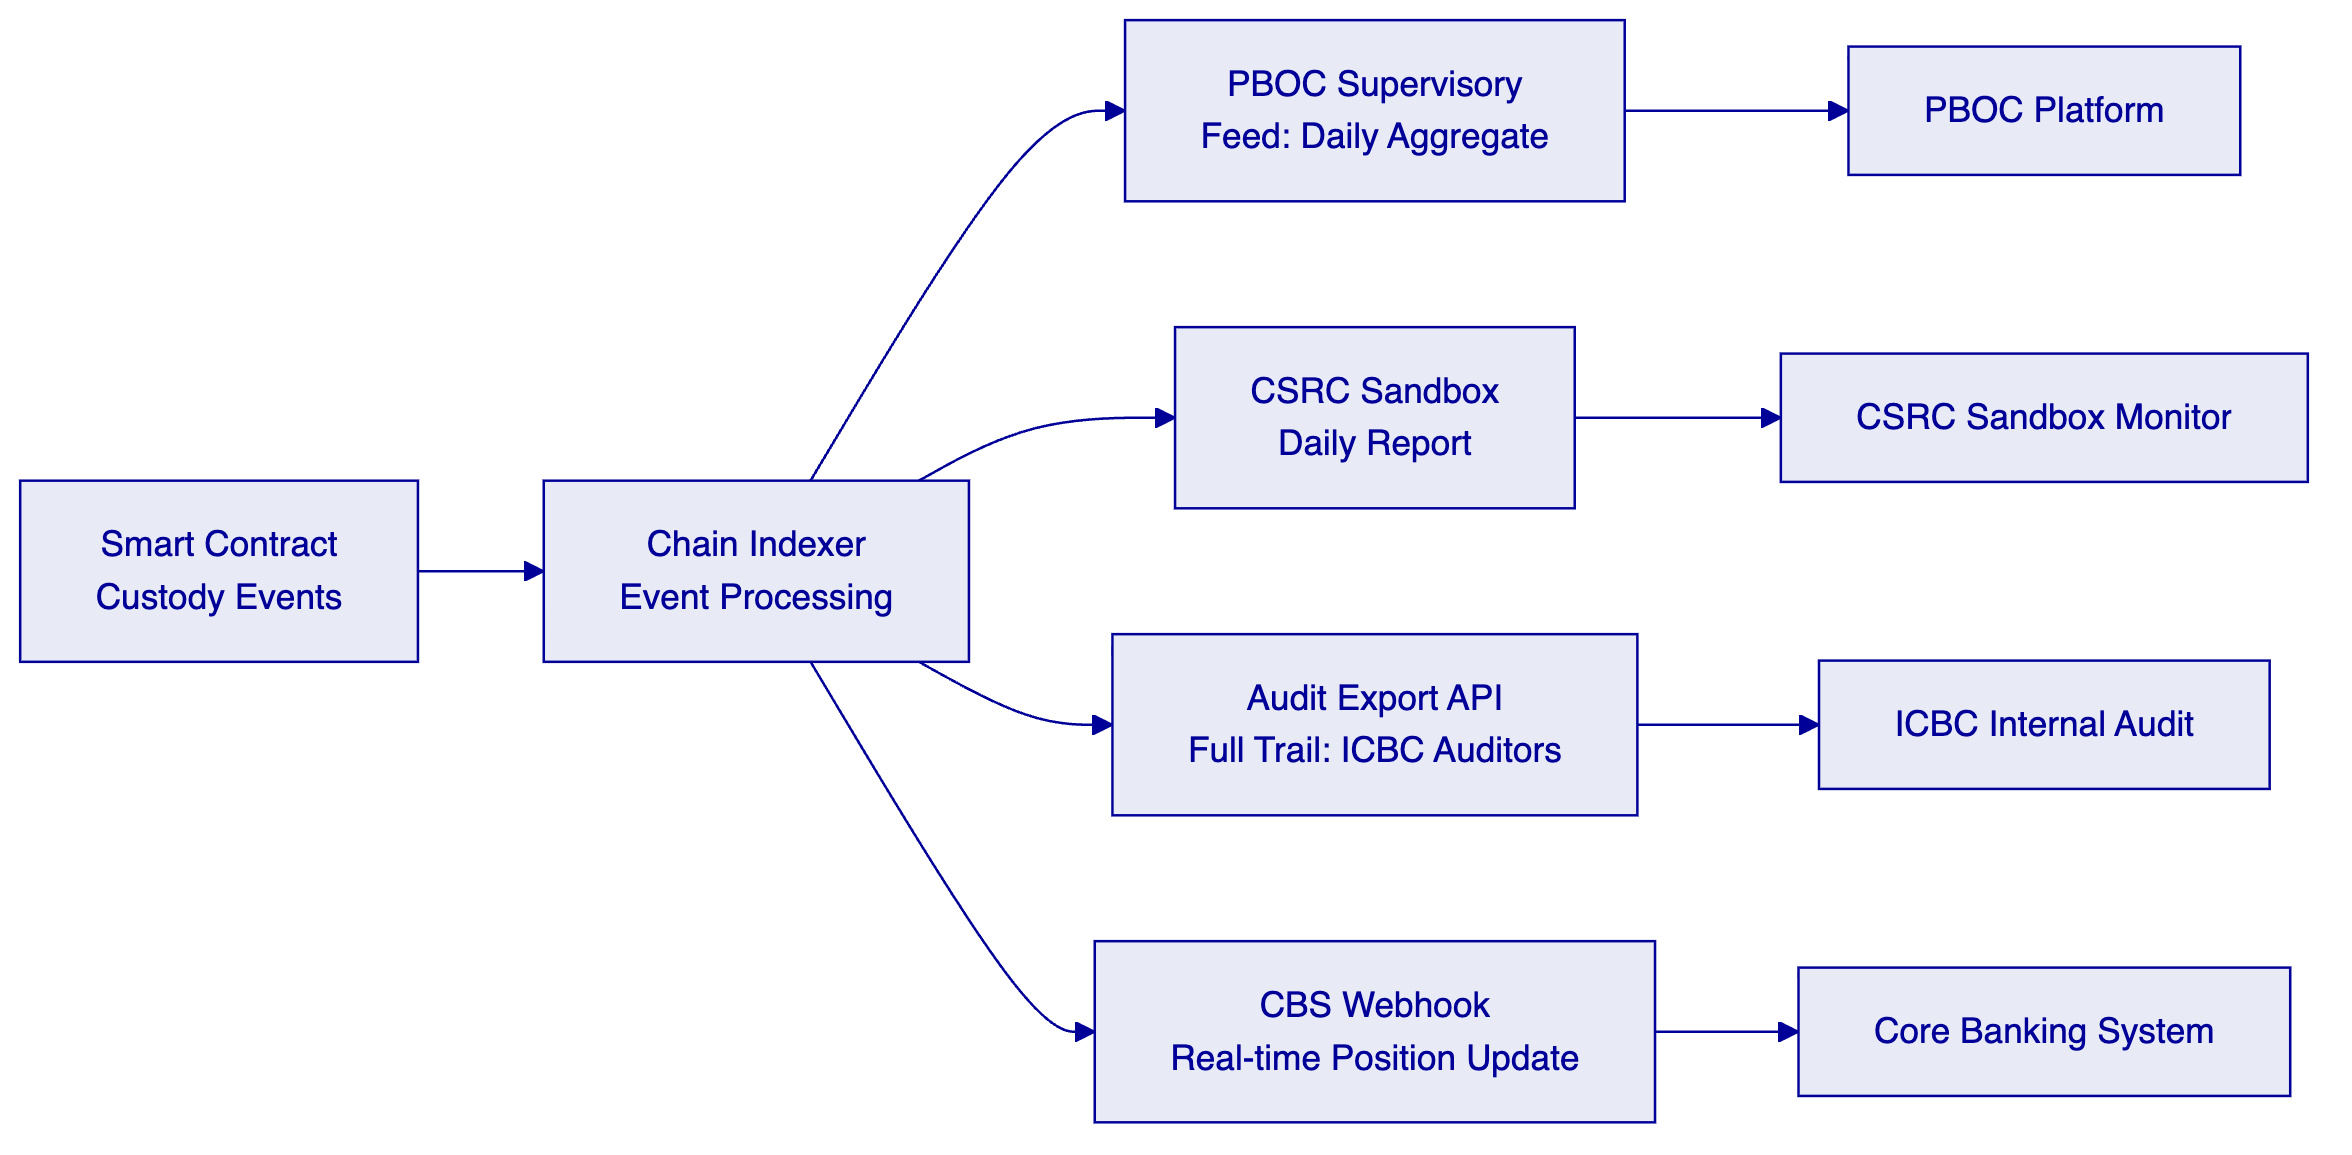 Smart Contract
Custody Events
Chain Indexer
Event Processing
PBOC Supervisory
Feed: Daily Aggregate
PBOC Platform
CSRC Sandbox
Daily Report
CSRC Sandbox Monitor
Audit Export API
Full Trail: ICBC Auditors
ICBC Internal Audit
CBS Webhook
Real-time Position Update
Core Banking System